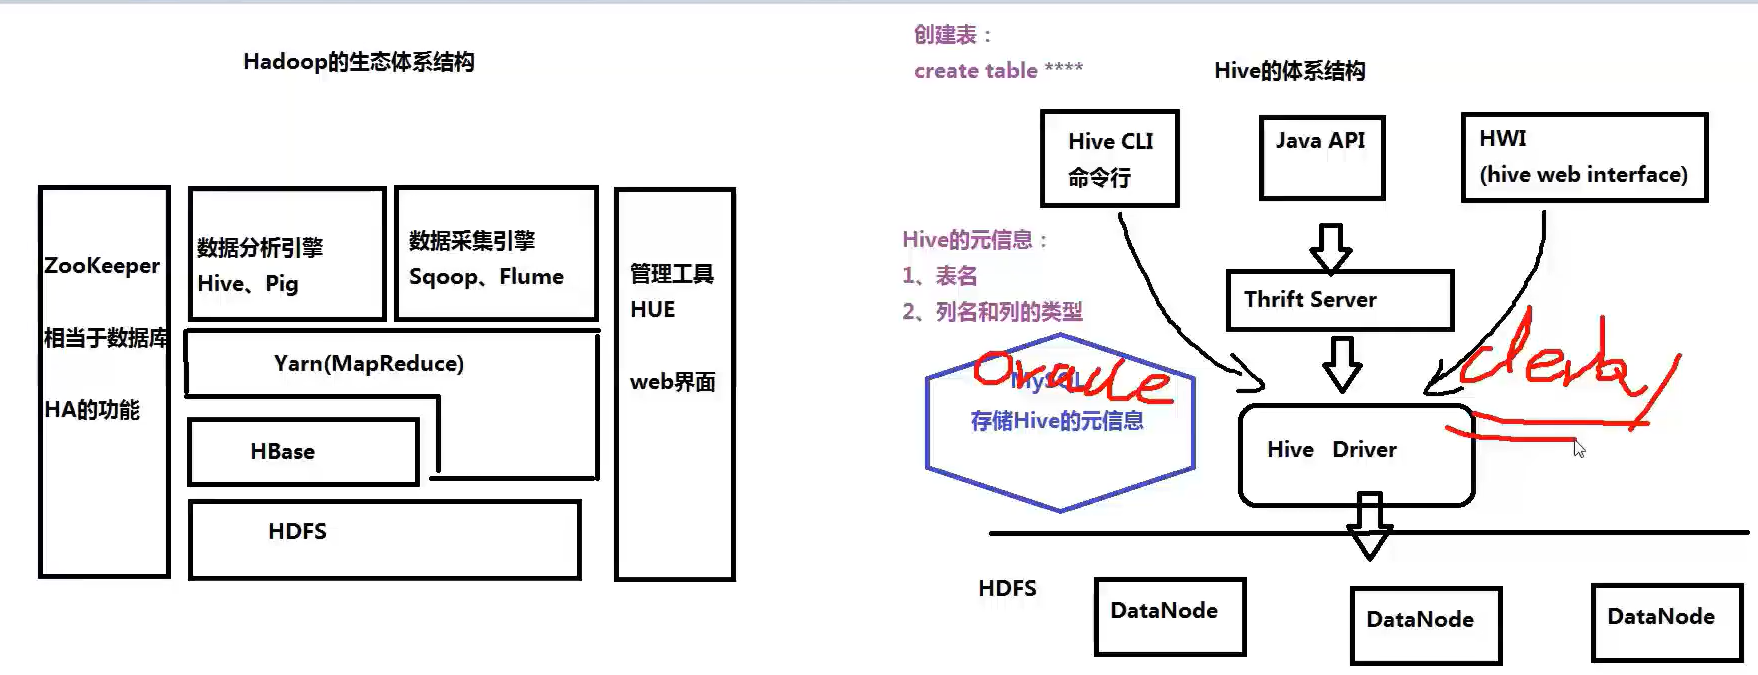 Hadoop的生态体系结构
ZooKeeper
相当于数据库
HA的功能
数据分析引擎
Hive、Pig
数据采集引擎
Sqoop、Flume
Yarn(MapReduce)
HBase
HDFS
管理工具
HUE
web界面
创建表：
create table ****
Hive的体系结构
Hive CLI
命令行
Java API
HWI
(hive web interface)
Hive的元信息：
1、表名
2、列名和列的类型
Thrift Server
oracle
MySQL
存储Hive的元信息
derby
Hive Driver
HDFS
DataNode
DataNode
DataNode